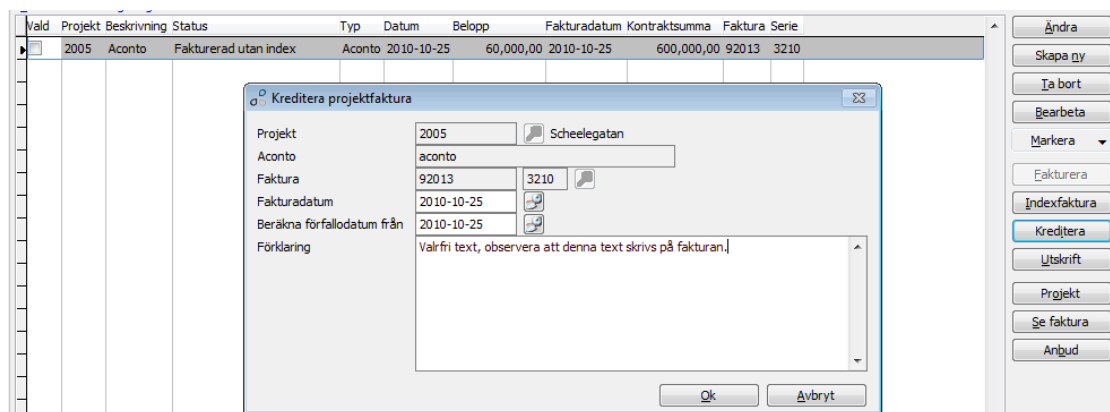 Vald Projekt Beskrivning Status Typ Datum Belopp Fakturadatum Kontraktsumma Faktura Serie
2005 Aconto Fakturerad utan index Aconto 2010-10-25 60,000,00 2010-10-25 600,000,00 92013 3210
Kreditera projektfaktura
Projekt 2005 Scheelegatan
Aconto aconto
Faktura 92013 3210
Fakturadatum 2010-10-25
Beräkna förfallodatum från 2010-10-25
Förklaring Valrfri text, observera att denna text skrivs på fakturan.
Ok Avbryt
Ändra
Skapa ny
Ta bort
Bearbeta
Markera
Fakturera
Indexfaktura
Kreditera
Utskrift
Projekt
Se faktura
Anbud